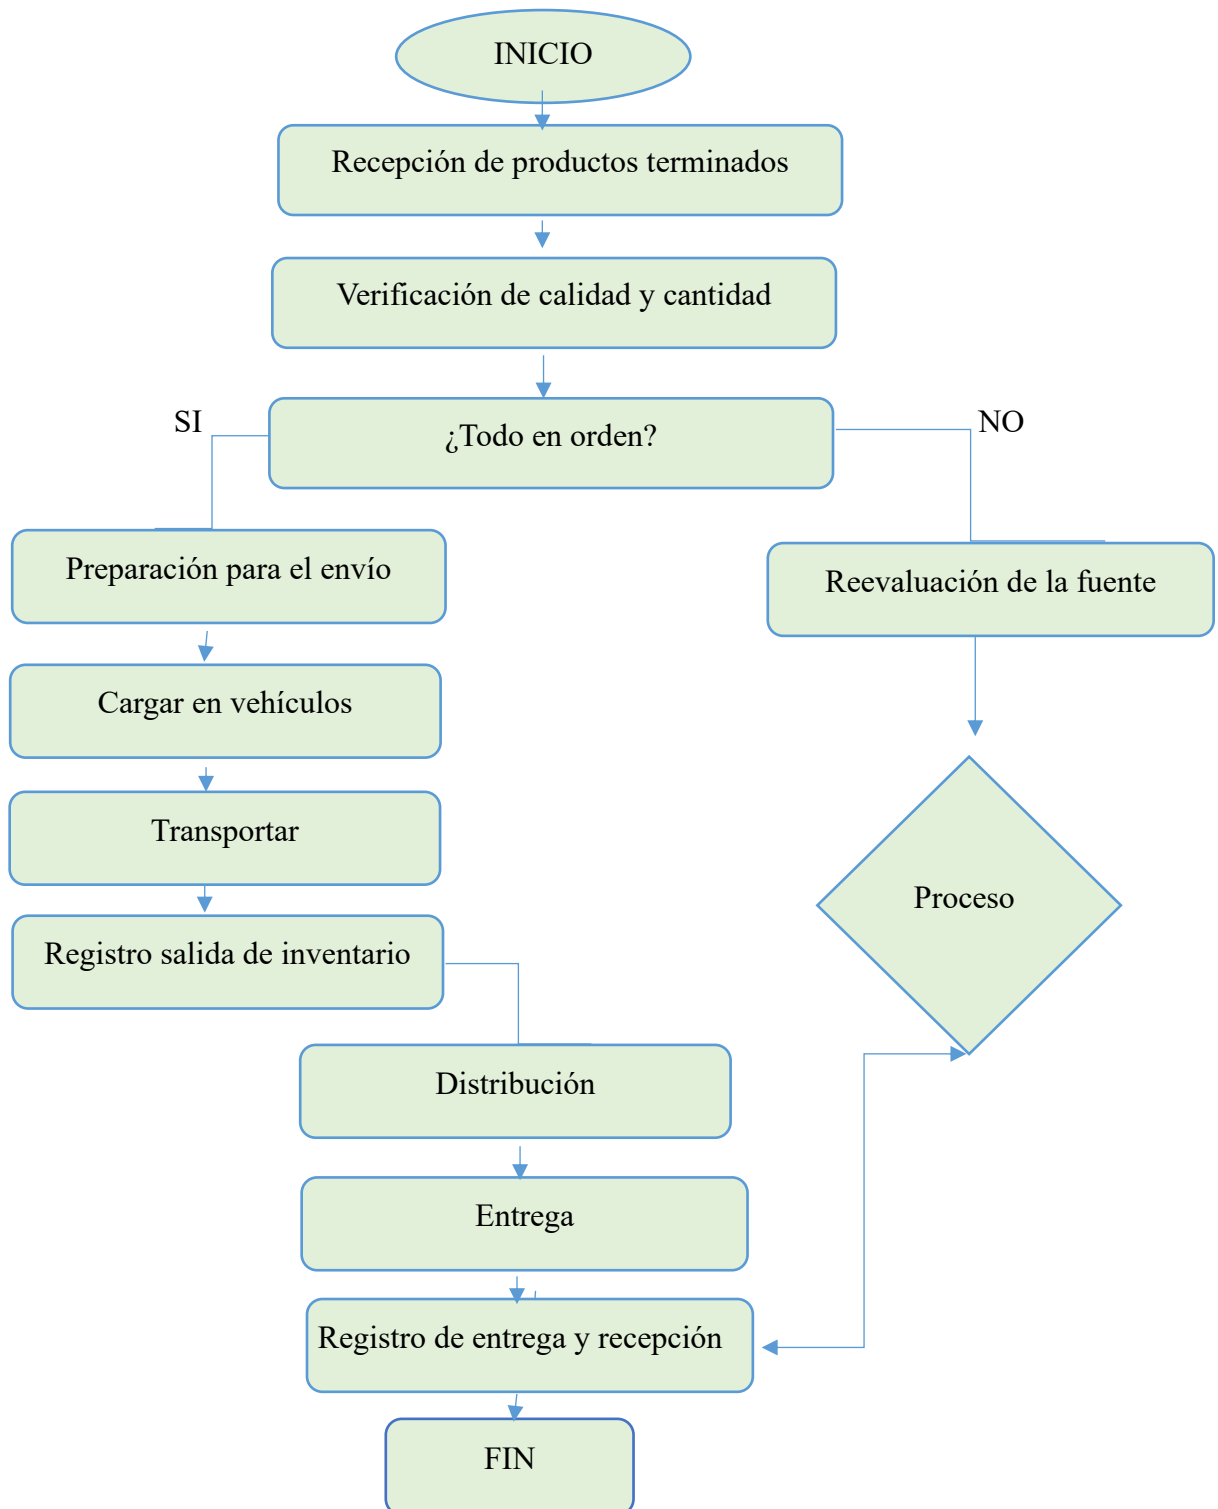 INICIO
Recepción de productos terminados
Verificación de calidad y cantidad
SI
¿Todo en orden?
NO
Preparación para el envío
Reevaluación de la fuente
Cargar en vehículos
Transportar
Proceso
Registro salida de inventario
Distribución
Entrega
Registro de entrega y recepción
FIN